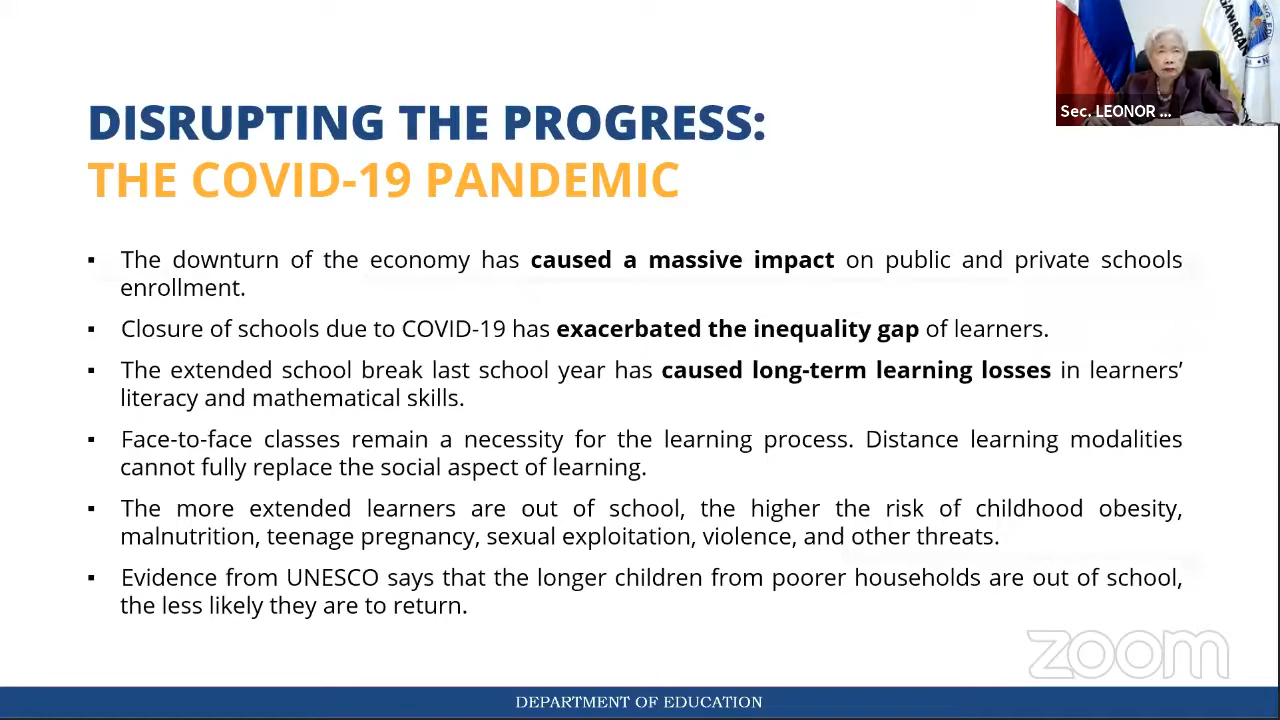 GAWARAN
Sec. LEONOR ...
DISRUPTING THE PROGRESS:
THE COVID-19 PANDEMIC
▪ The downturn of the economy has caused a massive impact on public and private schools
enrollment.
▪ Closure of schools due to COVID-19 has exacerbated the inequality gap of learners.
▪ The extended school break last school year has caused long-term learning losses in learners’
literacy and mathematical skills.
▪ Face-to-face classes remain a necessity for the learning process. Distance learning modalities
cannot fully replace the social aspect of learning.
▪ The more extended learners are out of school, the higher the risk of childhood obesity,
malnutrition, teenage pregnancy, sexual exploitation, violence, and other threats.
▪ Evidence from UNESCO says that the longer children from poorer households are out of school,
the less likely they are to return.
zoom
DEPARTMENT OF EDUCATION